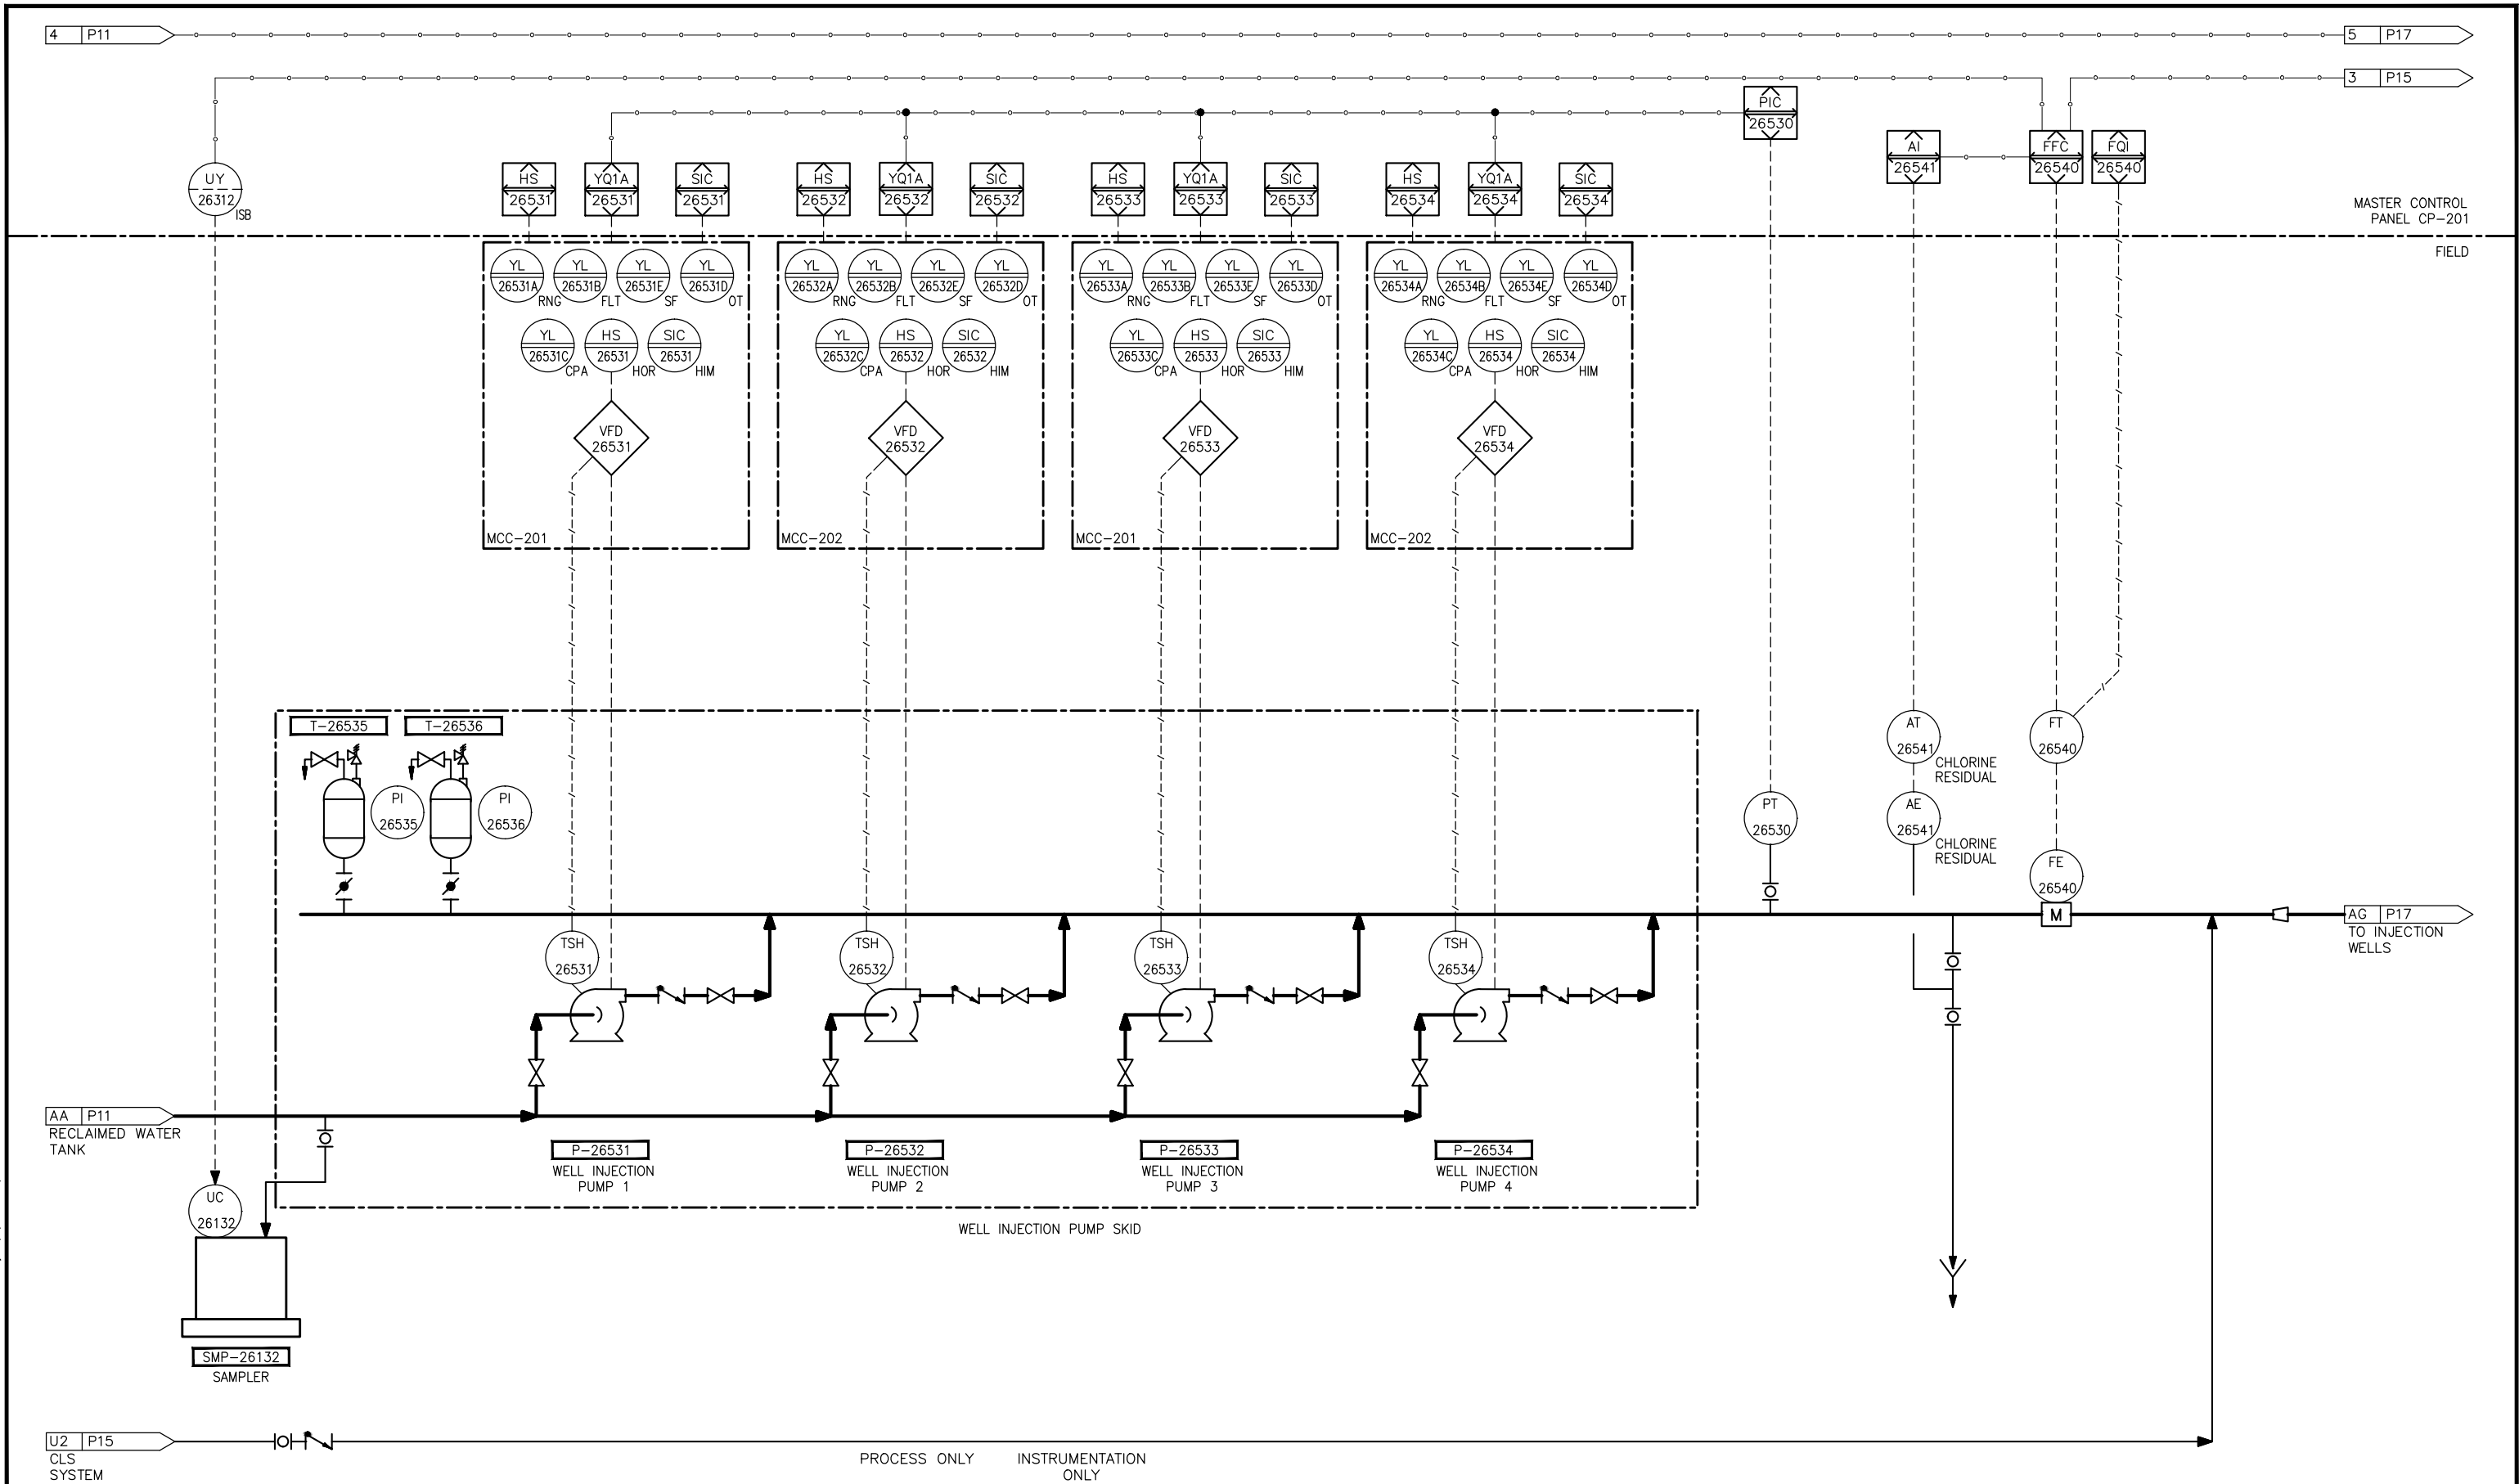 4 P11
5 P17
3 P15
PIC
26530
AI
26541
FFC
26540
FQI
26540
UY
26312
ISB
HS
26531
YQ1A
26531
SIC
26531
HS
26532
YQ1A
26532
SIC
26532
HS
26533
YQ1A
26533
SIC
26533
HS
26534
YQ1A
26534
SIC
26534
MASTER CONTROL
PANEL CP-201
FIELD
YL
26531A
RNG
YL
26531B
FLT
YL
26531E
SF
YL
26531D
OT
YL
26531C
CPA
HS
26531
HOR
SIC
26531
HIM
VFD
26531
MCC-201
YL
26532A
RNG
YL
26532B
FLT
YL
26532E
SF
YL
26532D
OT
YL
26532C
CPA
HS
26532
HOR
SIC
26532
HIM
VFD
26532
MCC-202
YL
26533A
RNG
YL
26533B
FLT
YL
26533E
SF
YL
26533D
OT
YL
26533C
CPA
HS
26533
HOR
SIC
26533
HIM
VFD
26533
MCC-201
YL
26534A
RNG
YL
26534B
FLT
YL
26534E
SF
YL
26534D
OT
YL
26534C
CPA
HS
26534
HOR
SIC
26534
HIM
VFD
26534
MCC-202
T-26535
T-26536
PI
26535
PI
26536
AT
26541
CHLORINE
RESIDUAL
FT
26540
PT
26530
AE
26541
CHLORINE
RESIDUAL
FE
26540
M
AG P17
TO INJECTION
WELLS
TSH
26531
TSH
26532
TSH
26533
TSH
26534
AA P11
RECLAIMED WATER
TANK
P-26531
WELL INJECTION
PUMP 1
P-26532
WELL INJECTION
PUMP 2
P-26533
WELL INJECTION
PUMP 3
P-26534
WELL INJECTION
PUMP 4
UC
26132
WELL INJECTION PUMP SKID
SMP-26132
SAMPLER
U2 P15
CLS
SYSTEM
PROCESS ONLY
INSTRUMENTATION
ONLY